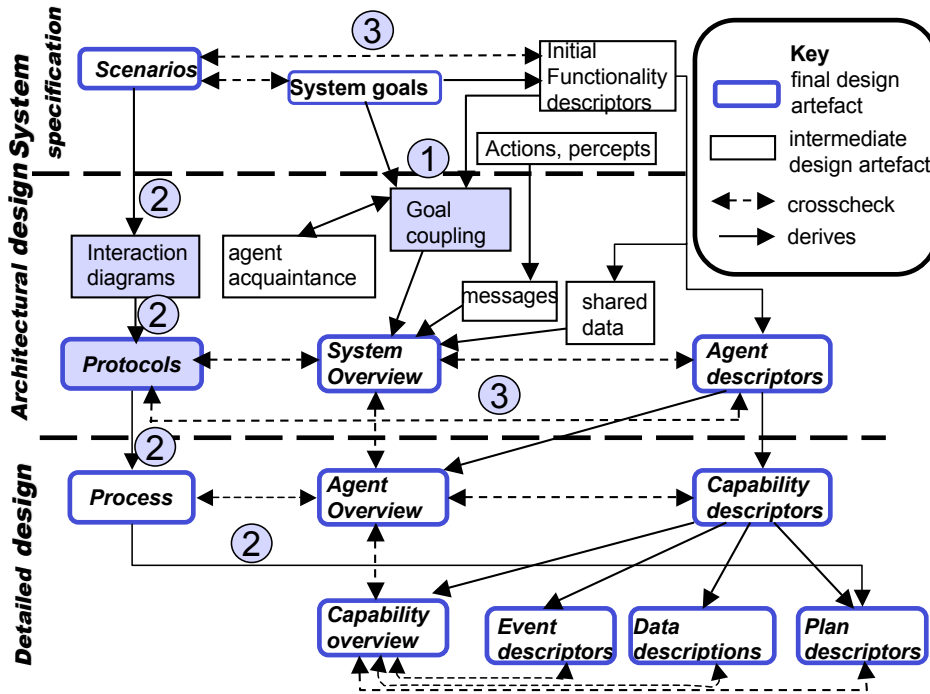 System
specification
Architectural design
Detailed design
3
Scenarios
System goals
Initial
Functionality
descriptors
Actions, percepts
Key
final design
artefact
intermediate
design artefact
crosscheck
derives
1
2
Interaction
diagrams
agent
acquaintance
Goal
coupling
messages
shared
data
2
Protocols
System
Overview
Agent
descriptors
3
2
Process
Agent
Overview
Capability
descriptors
2
Capability
overview
Event
descriptors
Data
descriptions
Plan
descriptors